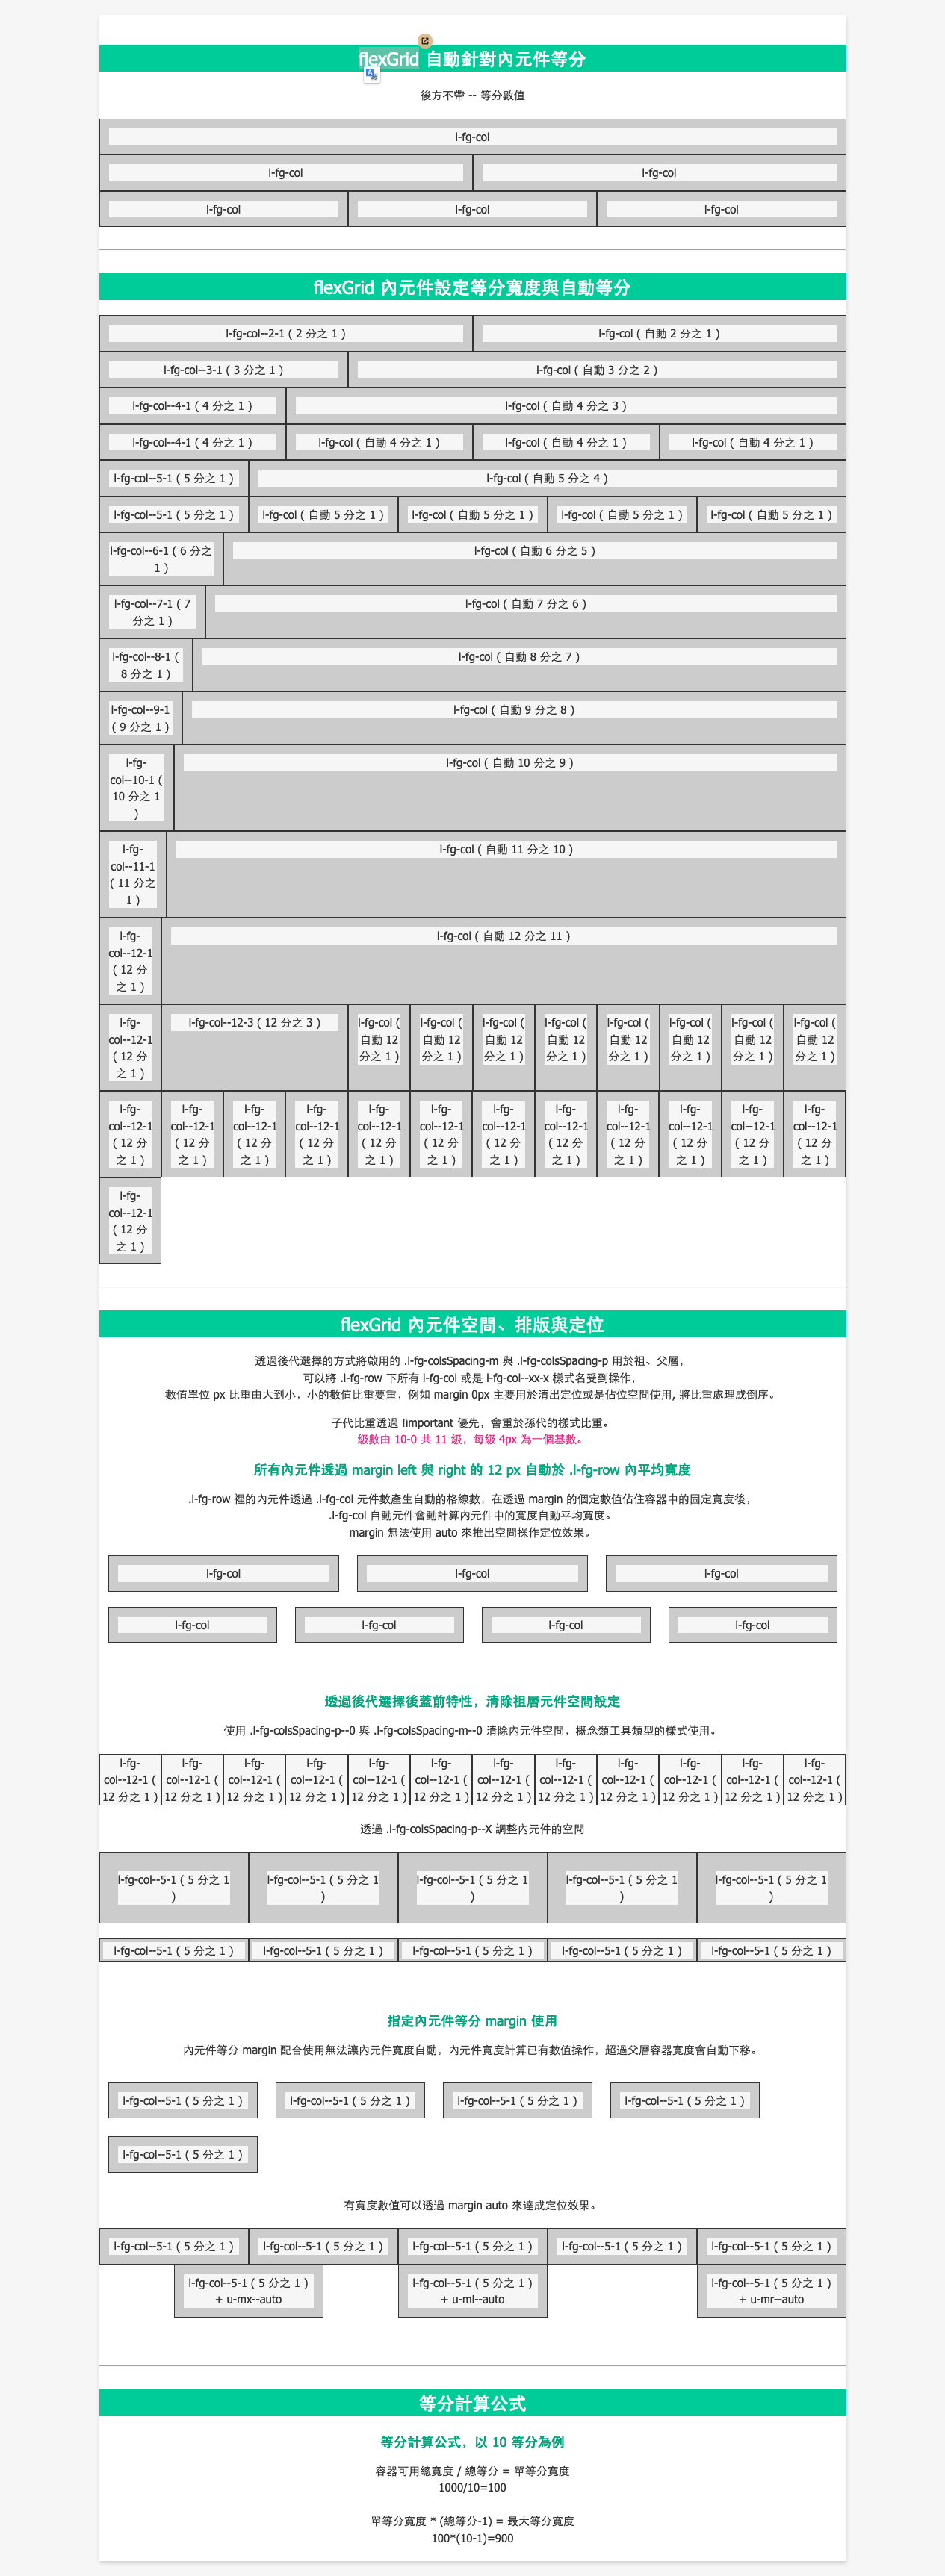 flexGrid 自動針對內元件等分
後方不帶 -- 等分數值
l-fg-col
l-fg-col l-fg-col
l-fg-col l-fg-col l-fg-col
flexGrid 內元件設定等分寬度與自動等分
l-fg-col--2-1 ( 2 分之 1 ) l-fg-col ( 自動 2 分之 1 )
l-fg-col--3-1 ( 3 分之 1 ) l-fg-col ( 自動 3 分之 2 )
l-fg-col--4-1 ( 4 分之 1 ) l-fg-col ( 自動 4 分之 3 )
l-fg-col--4-1 ( 4 分之 1 ) l-fg-col ( 自動 4 分之 1 ) l-fg-col ( 自動 4 分之 1 ) l-fg-col ( 自動 4 分之 1 )
l-fg-col--5-1 ( 5 分之 1 ) l-fg-col ( 自動 5 分之 4 )
l-fg-col--5-1 ( 5 分之 1 ) l-fg-col ( 自動 5 分之 1 ) l-fg-col ( 自動 5 分之 1 ) l-fg-col ( 自動 5 分之 1 ) l-fg-col ( 自動 5 分之 1 )
l-fg-col--6-1 ( 6 分之
1 )
l-fg-col ( 自動 6 分之 5 )
l-fg-col--7-1 ( 7
分之 1 )
l-fg-col ( 自動 7 分之 6 )
l-fg-col--8-1 (
8 分之 1 )
l-fg-col ( 自動 8 分之 7 )
l-fg-col--9-1
( 9 分之 1 )
l-fg-col ( 自動 9 分之 8 )
l-fg-
col--10-1 (
10 分之 1
)
l-fg-col ( 自動 10 分之 9 )
l-fg-
col--11-1
( 11 分之
1 )
l-fg-col ( 自動 11 分之 10 )
l-fg-
col--12-1
( 12 分
之 1 )
l-fg-col ( 自動 12 分之 11 )
l-fg-
col--12-1
( 12 分
之 1 )
l-fg-col--12-3 ( 12 分之 3 )
l-fg-col (
自動 12
分之 1 )
l-fg-col (
自動 12
分之 1 )
l-fg-col (
自動 12
分之 1 )
l-fg-col (
自動 12
分之 1 )
l-fg-col (
自動 12
分之 1 )
l-fg-col (
自動 12
分之 1 )
l-fg-col (
自動 12
分之 1 )
l-fg-col (
自動 12
分之 1 )
l-fg-
col--12-1
( 12 分
之 1 )
l-fg-
col--12-1
( 12 分
之 1 )
l-fg-
col--12-1
( 12 分
之 1 )
l-fg-
col--12-1
( 12 分
之 1 )
l-fg-
col--12-1
( 12 分
之 1 )
l-fg-
col--12-1
( 12 分
之 1 )
l-fg-
col--12-1
( 12 分
之 1 )
l-fg-
col--12-1
( 12 分
之 1 )
l-fg-
col--12-1
( 12 分
之 1 )
l-fg-
col--12-1
( 12 分
之 1 )
l-fg-
col--12-1
( 12 分
之 1 )
l-fg-
col--12-1
( 12 分
之 1 )
l-fg-
col--12-1
( 12 分
之 1 )
flexGrid 內元件空間、排版與定位
透過後代選擇的方式將啟用的 .l-fg-colsSpacing-m 與 .l-fg-colsSpacing-p 用於祖、父層，
可以將 .l-fg-row 下所有 l-fg-col 或是 l-fg-col--xx-x 樣式名受到操作，
數值單位 px 比重由大到小，小的數值比重要重，例如 margin 0px 主要用於清出定位或是佔位空間使用, 將比重處理成倒序。
子代比重透過 !important 優先，會重於孫代的樣式比重。
級數由 10-0 共 11 級，每級 4px 為一個基數。
所有內元件透過 margin left 與 right 的 12 px 自動於 .l-fg-row 內平均寬度
.l-fg-row 裡的內元件透過 .l-fg-col 元件數產生自動的格線數，在透過 margin 的個定數值佔住容器中的固定寬度後，
.l-fg-col 自動元件會動計算內元件中的寬度自動平均寬度。
margin 無法使用 auto 來推出空間操作定位效果。
l-fg-col l-fg-col l-fg-col
l-fg-col l-fg-col l-fg-col l-fg-col
透過後代選擇後蓋前特性，清除祖層元件空間設定
使用 .l-fg-colsSpacing-p--0 與 .l-fg-colsSpacing-m--0 清除內元件空間，概念類工具類型的樣式使用。
l-fg-
col--12-1 (
12 分之 1 )
l-fg-
col--12-1 (
12 分之 1 )
l-fg-
col--12-1 (
12 分之 1 )
l-fg-
col--12-1 (
12 分之 1 )
l-fg-
col--12-1 (
12 分之 1 )
l-fg-
col--12-1 (
12 分之 1 )
l-fg-
col--12-1 (
12 分之 1 )
l-fg-
col--12-1 (
12 分之 1 )
l-fg-
col--12-1 (
12 分之 1 )
l-fg-
col--12-1 (
12 分之 1 )
l-fg-
col--12-1 (
12 分之 1 )
l-fg-
col--12-1 (
12 分之 1 )
透過 .l-fg-colsSpacing-p--X 調整內元件的空間
l-fg-col--5-1 ( 5 分之 1
)
l-fg-col--5-1 ( 5 分之 1
)
l-fg-col--5-1 ( 5 分之 1
)
l-fg-col--5-1 ( 5 分之 1
)
l-fg-col--5-1 ( 5 分之 1
)
l-fg-col--5-1 ( 5 分之 1 ) l-fg-col--5-1 ( 5 分之 1 ) l-fg-col--5-1 ( 5 分之 1 ) l-fg-col--5-1 ( 5 分之 1 ) l-fg-col--5-1 ( 5 分之 1 )
指定內元件等分 margin 使用
內元件等分 margin 配合使用無法讓內元件寬度自動，內元件寬度計算已有數值操作，超過父層容器寬度會自動下移。
l-fg-col--5-1 ( 5 分之 1 ) l-fg-col--5-1 ( 5 分之 1 ) l-fg-col--5-1 ( 5 分之 1 ) l-fg-col--5-1 ( 5 分之 1 )
l-fg-col--5-1 ( 5 分之 1 )
有寬度數值可以透過 margin auto 來達成定位效果。
l-fg-col--5-1 ( 5 分之 1 ) l-fg-col--5-1 ( 5 分之 1 ) l-fg-col--5-1 ( 5 分之 1 ) l-fg-col--5-1 ( 5 分之 1 ) l-fg-col--5-1 ( 5 分之 1 )
l-fg-col--5-1 ( 5 分之 1 )
+ u-mx--auto
l-fg-col--5-1 ( 5 分之 1 )
+ u-ml--auto
l-fg-col--5-1 ( 5 分之 1 )
+ u-mr--auto
等分計算公式
等分計算公式，以 10 等分為例
容器可用總寬度 / 總等分 = 單等分寬度
1000/10=100
單等分寬度 * (總等分-1) = 最大等分寬度
100*(10-1)=900